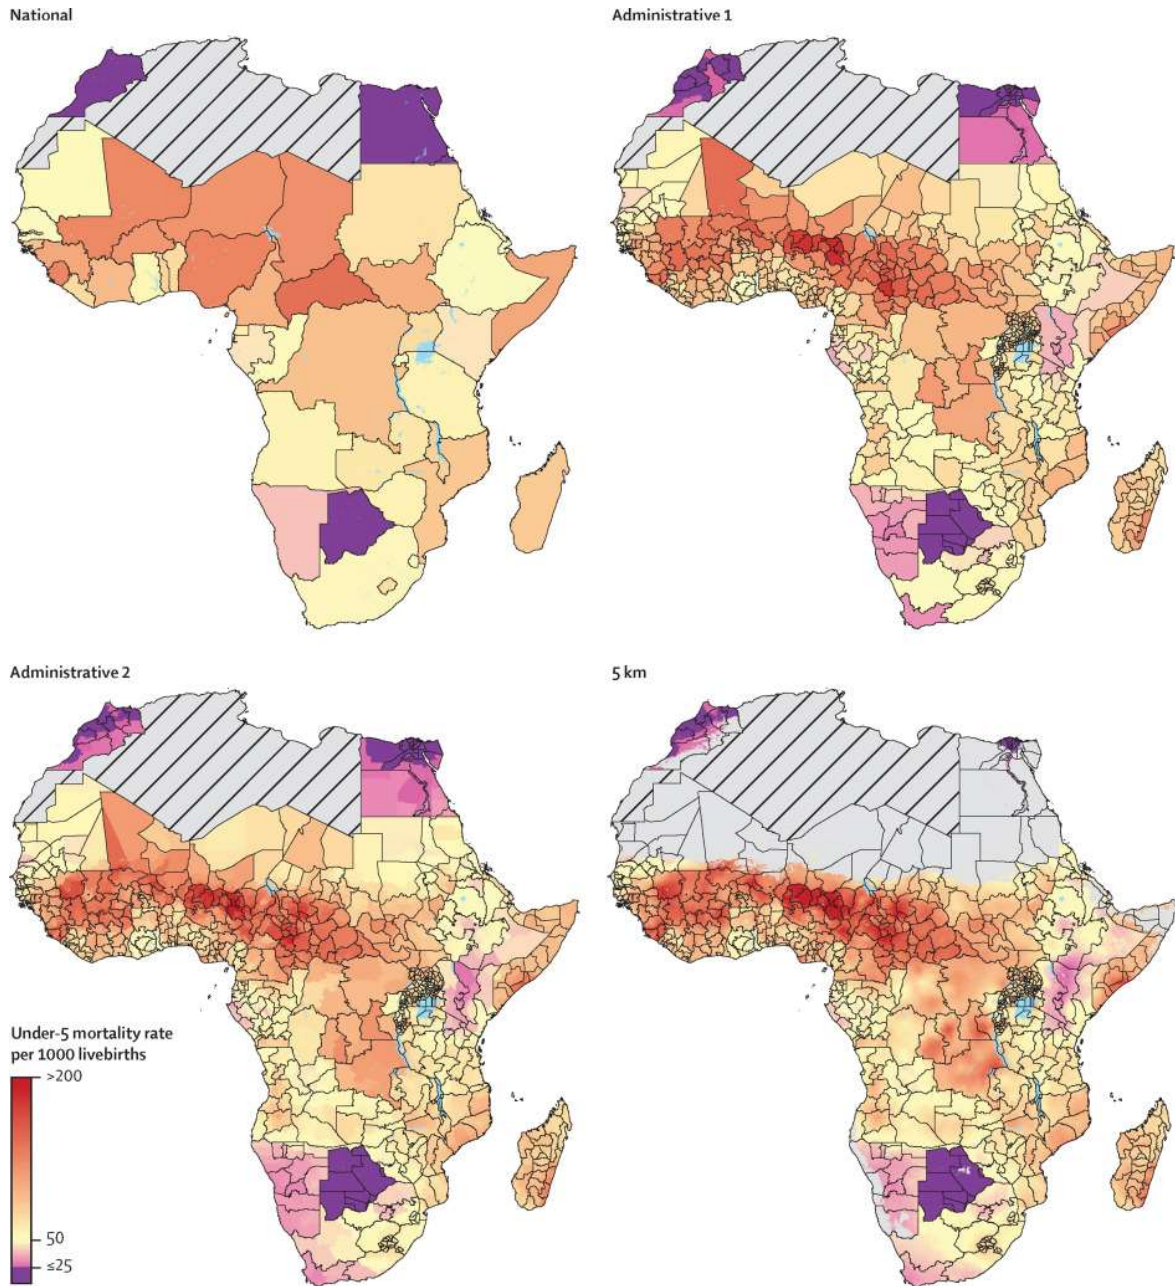 National
Administrative 1
Administrative 2
5 km
Under-5 mortality rate
per 1000 livebirths
>200
50
≤25